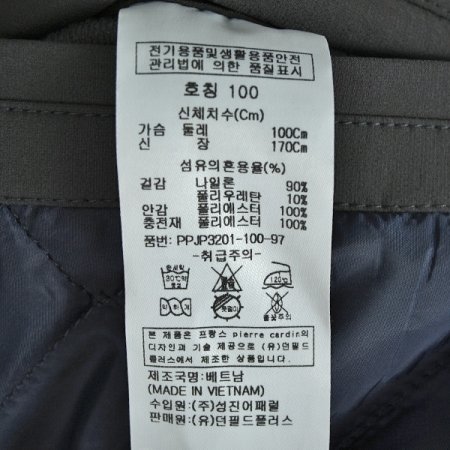 전기용품및생활용품안전
관리법에 의한 품질표시
호칭 100
신체치수(Cm)
가슴 둘레 100Cm
신 장 170Cm
섬유의혼용율(%)
겉감 나일론 90%
폴리우레탄 10%
안감 폴리에스터 100%
충전재 폴리에스터 100%
품번: PPJP3201-100-97
-취급주의-
본 제품은 프랑스 pierre cardin의
디자인과 기술 제공으로 (유)던필드
플러스에서 제조한 상품입니다.
제조국명:베트남
(MADE IN VIETNAM)
수입원: (주)성진어패럴
판매원: (유)던필드플러스